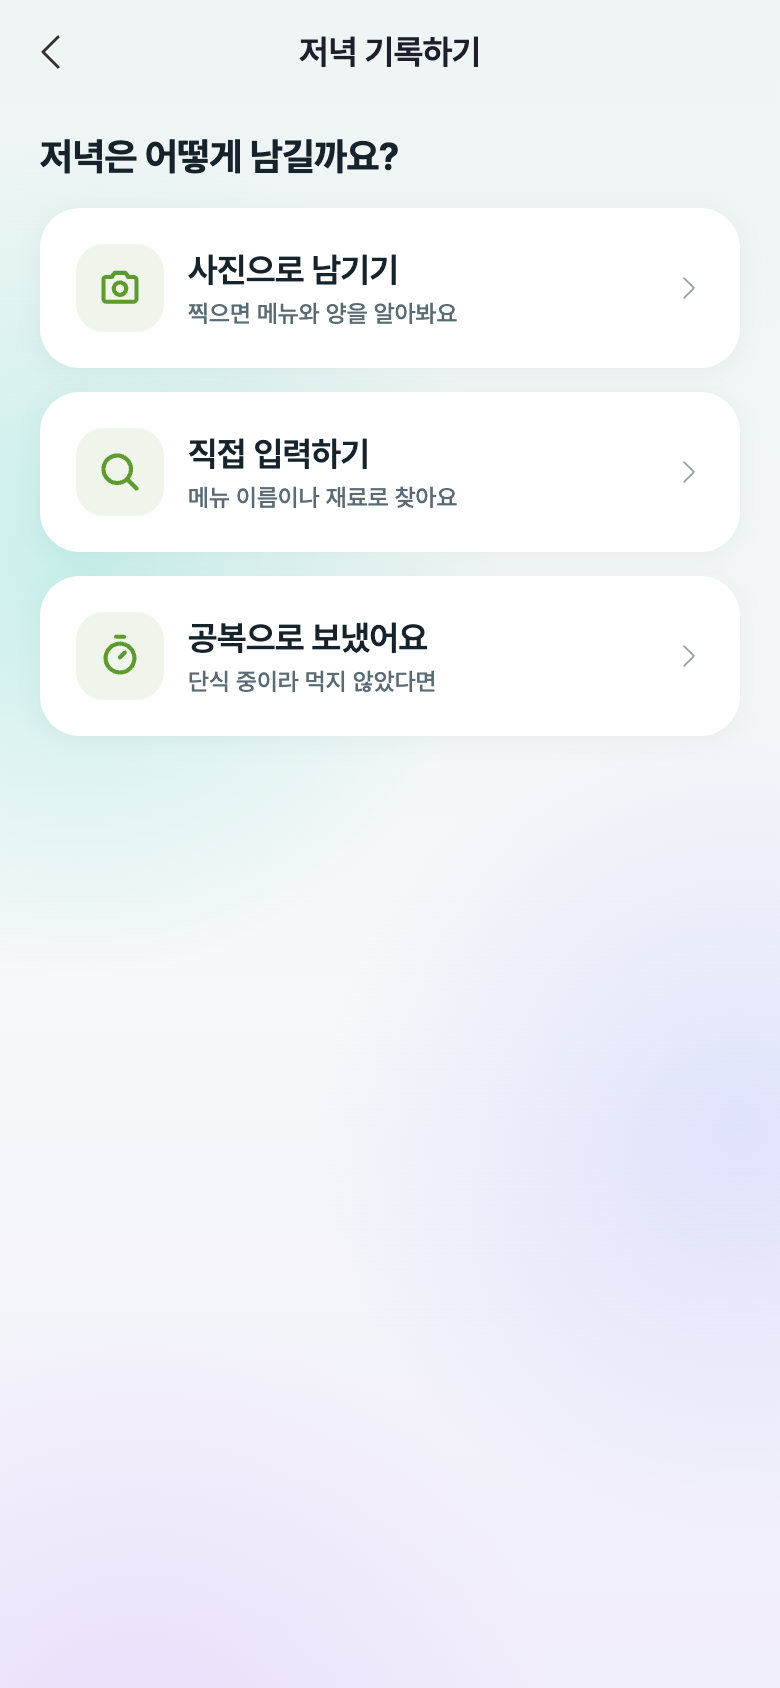 저녁 기록하기
저녁은 어떻게 남길까요?
사진으로 남기기
찍으면 메뉴와 양을 알아봐요
직접 입력하기
메뉴 이름이나 재료로 찾아요
공복으로 보냈어요
단식 중이라 먹지 않았다면